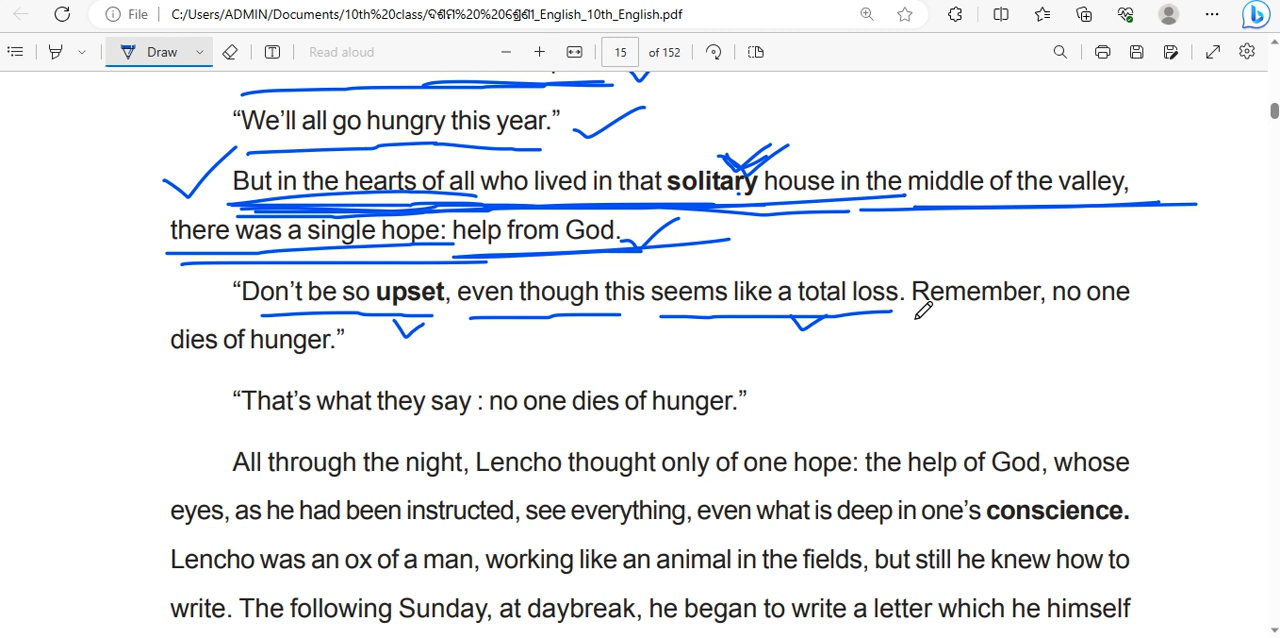 File C:/Users/ADMIN/Documents/10th%20class/ଦଶମ%20%20ଶ୍ରେଣୀ1_English_10th_English.pdf
Draw Read aloud 15 of 152
“We’ll all go hungry this year.”
But in the hearts of all who lived in that solitary house in the middle of the valley,
there was a single hope: help from God.
“Don’t be so upset, even though this seems like a total loss. Remember, no one
dies of hunger.”
“That’s what they say : no one dies of hunger.”
All through the night, Lencho thought only of one hope: the help of God, whose
eyes, as he had been instructed, see everything, even what is deep in one’s conscience.
Lencho was an ox of a man, working like an animal in the fields, but still he knew how to
write. The following Sunday, at daybreak, he began to write a letter which he himself